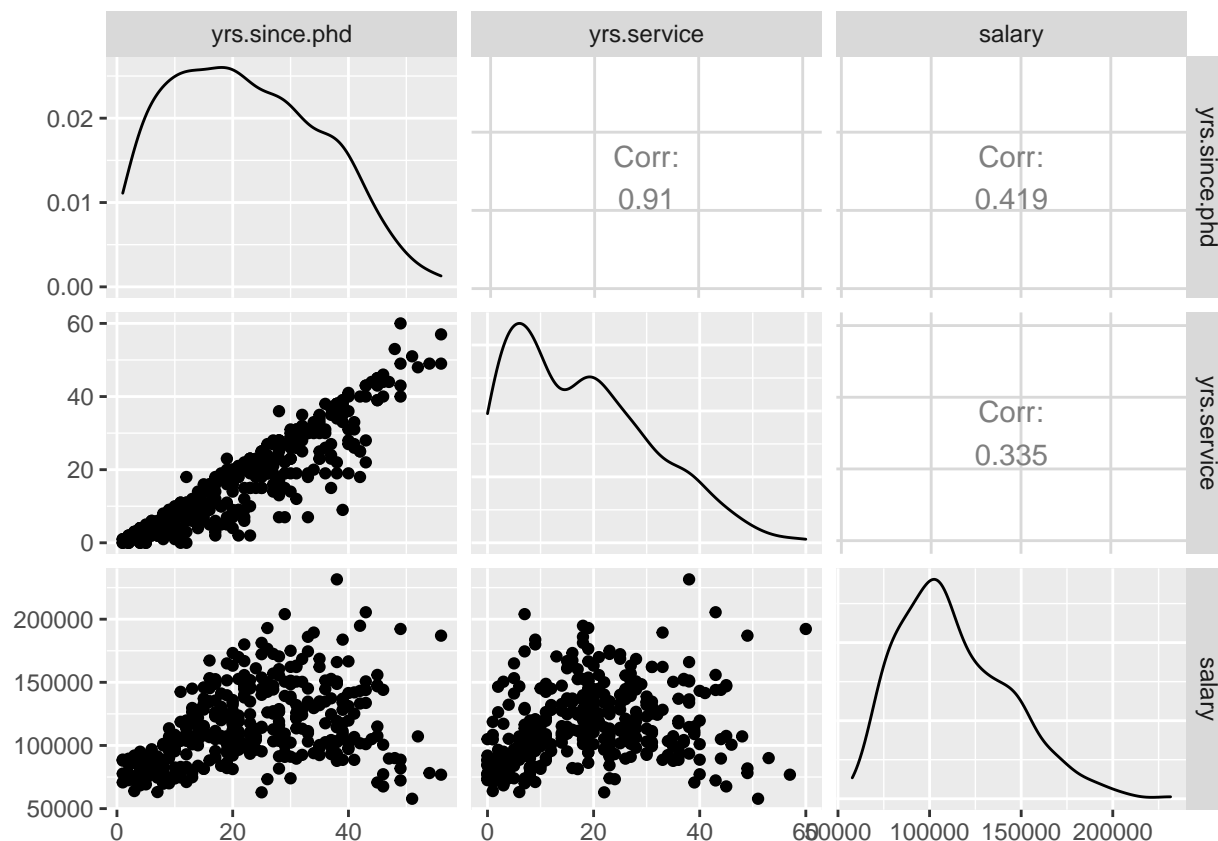 yrs.since.phd yrs.service salary
0.02
0.01
0.00
Corr:
0.91
Corr:
0.419
yrs.since.phd
60
40
20
0
Corr:
0.335
yrs.service
200000
150000
100000
50000
salary
0 20 40
0 20 40 60
50000 100000 150000 200000